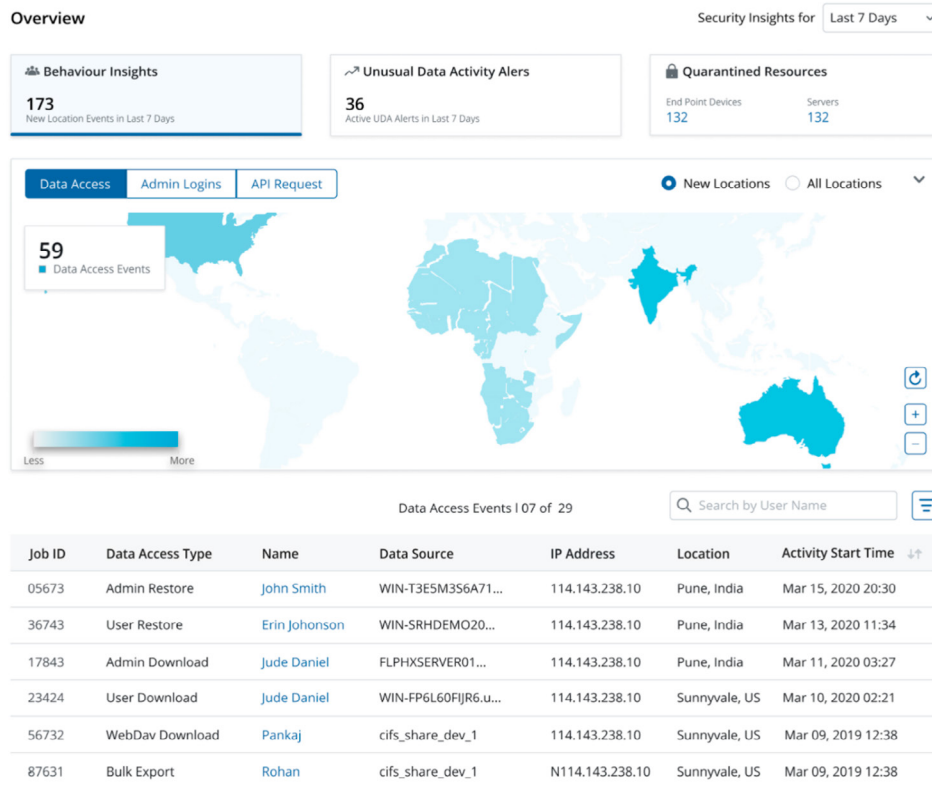 Overview
Security Insights for Last 7 Days
Behaviour Insights
173
New Location Events in Last 7 Days
Unusual Data Activity Alers
36
Active UDA Alerts in Last 7 Days
Quarantined Resources
End Point Devices Servers
132 132
Data Access Admin Logins API Request
New Locations All Locations
59
Data Access Events
Less More
Data Access Events l 07 of 29
Search by User Name
Job ID Data Access Type Name Data Source IP Address Location Activity Start Time
05673 Admin Restore John Smith WIN-T3E5M3S6A71... 114.143.238.10 Pune, India Mar 15, 2020 20:30
36743 User Restore Erin Johonson WIN-SRHDEMO20... 114.143.238.10 Pune, India Mar 13, 2020 11:34
17843 Admin Download Jude Daniel FLPHXSERVER01... 114.143.238.10 Pune, India Mar 11, 2020 03:27
23424 User Download Jude Daniel WIN-FP6L60FIJR6.u... 114.143.238.10 Sunnyvale, US Mar 10, 2020 02:21
56732 WebDav Download Pankaj cifs_share_dev_1 114.143.238.10 Sunnyvale, US Mar 09, 2019 12:38
87631 Bulk Export Rohan cifs_share_dev_1 N114.143.238.10 Sunnyvale, US Mar 09, 2019 12:38